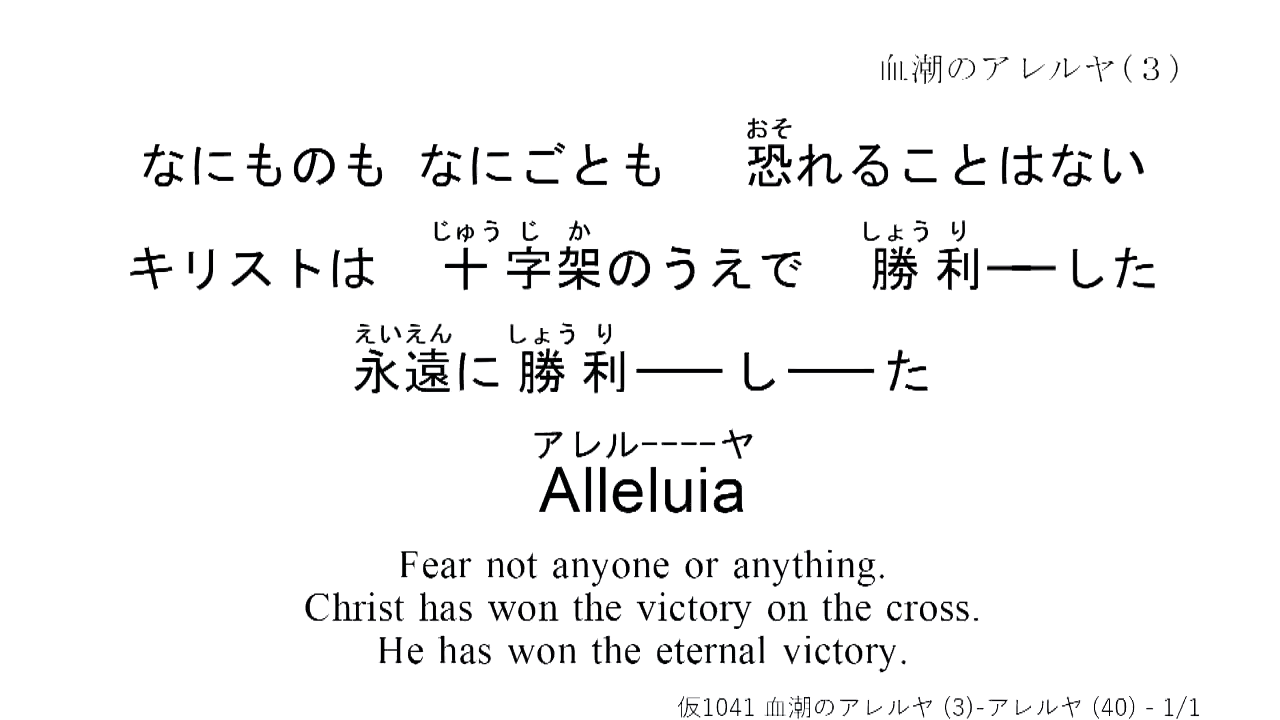 血潮のアレルヤ(３)
おそ
なにものも なにごとも 恐れることはない
じゅう じ か しょう り
キリストは 十字架のうえで 勝利――した
えいえん しょう り
永遠に 勝利――し――た
アレル----ヤ
Alleluia
Fear not anyone or anything.
Christ has won the victory on the cross.
He has won the eternal victory.
仮1041 血潮のアレルヤ (3)-アレルヤ (40) - 1/1